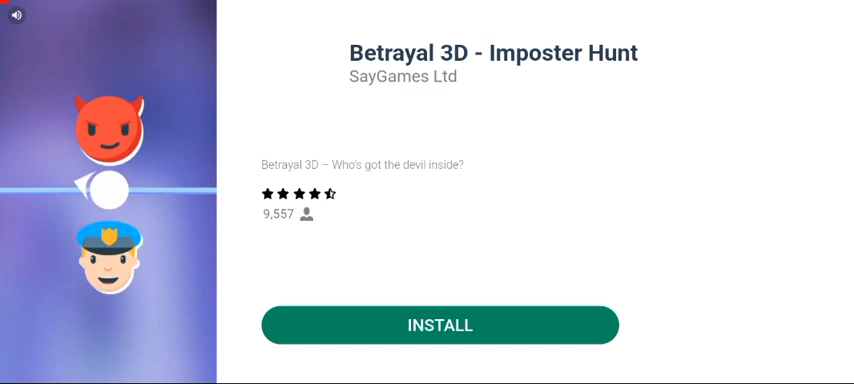 Betrayal 3D - Imposter Hunt
SayGames Ltd
Betrayal 3D – Who's got the devil inside?
9,557
INSTALL